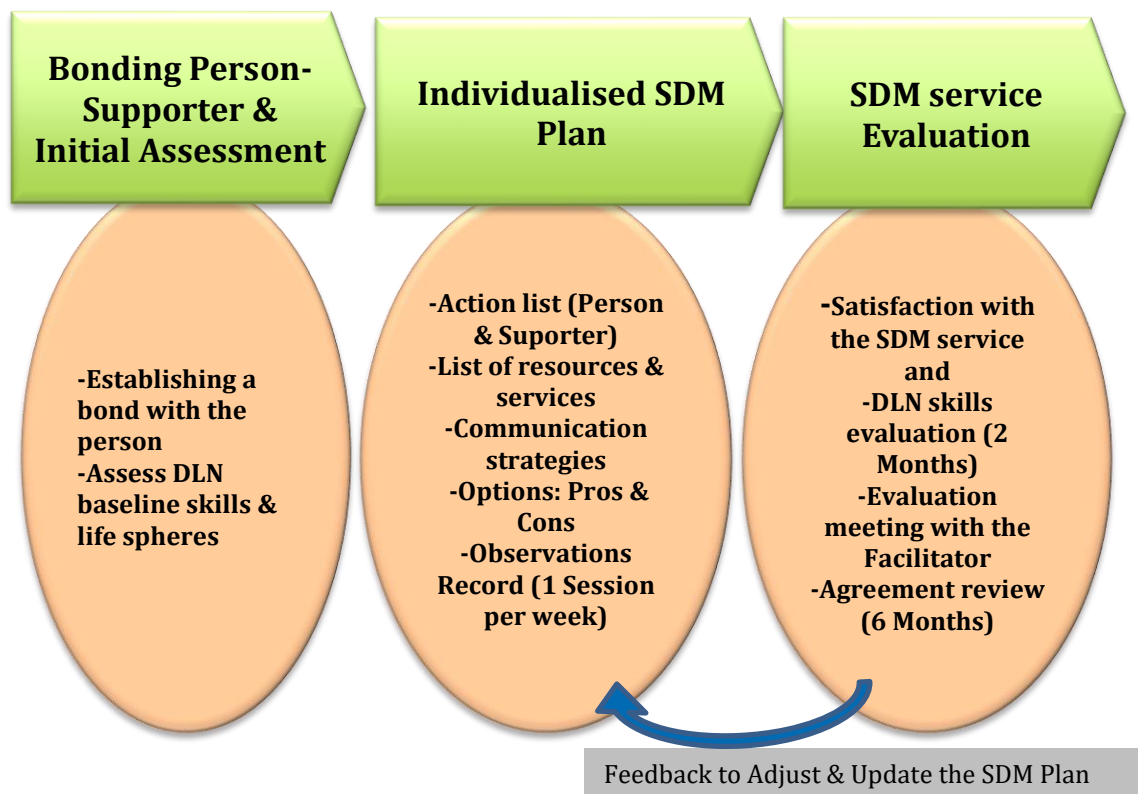 Bonding Person-
Supporter &
Initial Assessment
Individualised SDM
Plan
SDM service
Evaluation
-Establishing a
bond with the
person
-Assess DLN
baseline skills &
life spheres
-Action list (Person
& Suporter)
-List of resources &
services
-Communication
strategies
-Options: Pros &
Cons
-Observations
Record (1 Session
per week)
-Satisfaction with
the SDM service
and
-DLN skills
evaluation (2
Months)
-Evaluation
meeting with the
Facilitator
-Agreement review
(6 Months)
Feedback to Adjust & Update the SDM Plan